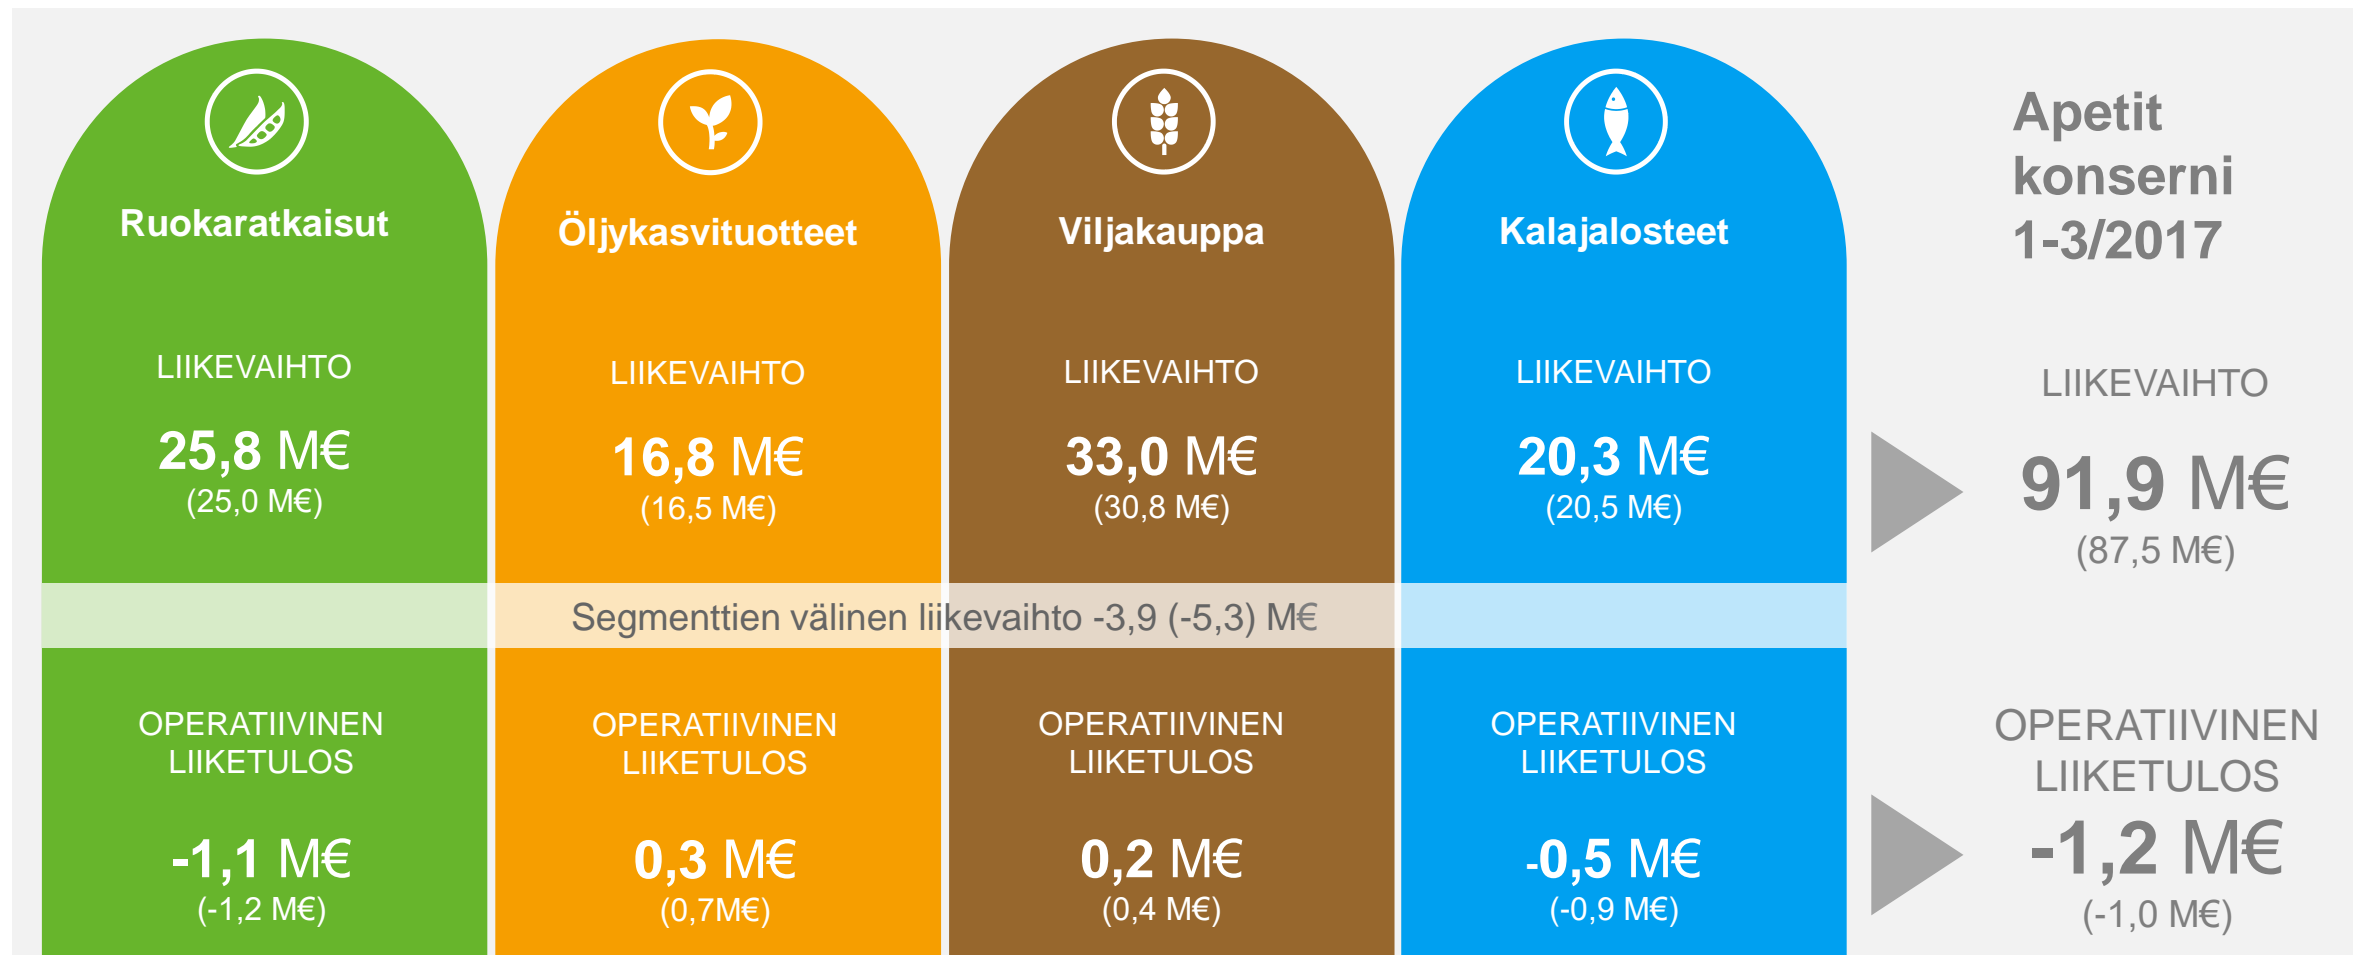 Ruokaratkaisut
LIIKEVAIHTO
25,8 M€
(25,0 M€)
Öljykasvituotteet
LIIKEVAIHTO
16,8 M€
(16,5 M€)
Viljakauppa
LIIKEVAIHTO
33,0 M€
(30,8 M€)
Kalajalosteet
LIIKEVAIHTO
20,3 M€
(20,5 M€)
Apetit
konserni
1-3/2017
LIIKEVAIHTO
91,9 M€
(87,5 M€)
Segmenttien välinen liikevaihto -3,9 (-5,3) M€
OPERATIIVINEN
LIIKETULOS
-1,1 M€
(-1,2 M€)
OPERATIIVINEN
LIIKETULOS
0,3 M€
(0,7M€)
OPERATIIVINEN
LIIKETULOS
0,2 M€
(0,4 M€)
OPERATIIVINEN
LIIKETULOS
-0,5 M€
(-0,9 M€)
OPERATIIVINEN
LIIKETULOS
-1,2 M€
(-1,0 M€)